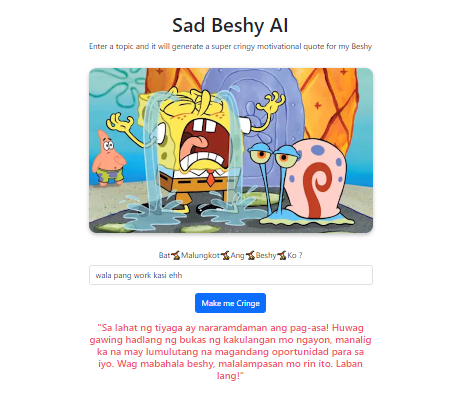 Sad Beshy AI
Enter a topic and it will generate a super cringy motivational quote for my Beshy
Bat💇Malungkot💇Ang💇Beshy💇Ko ?
wala pang work kasi ehh
Make me Cringe
"Sa lahat ng tiyaga ay nararamdaman ang pag-asa! Huwag
gawing hadlang ng bukas ng kakulangan mo ngayon, manalig
ka na may lumulutang na magandang oportunidad para sa
iyo. Wag mabahala beshy, malalampasan mo rin ito. Laban
lang!"